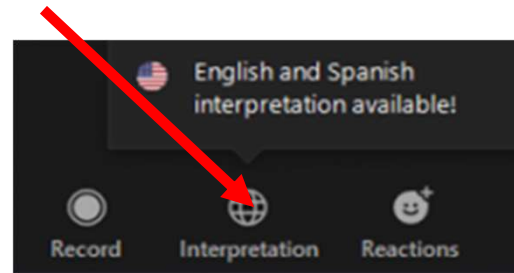 English and Spanish
interpretation available!
Record Interpretation Reactions